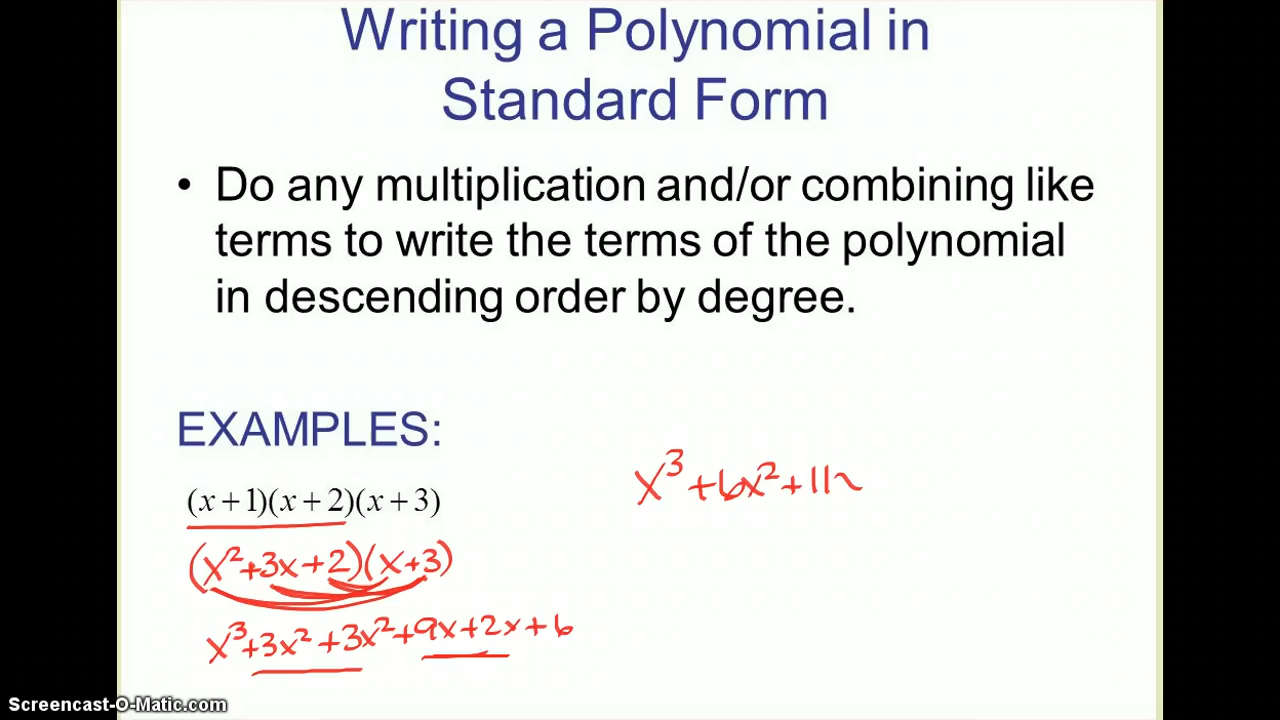 Writing a Polynomial in
Standard Form
• Do any multiplication and/or combining like
terms to write the terms of the polynomial
in descending order by degree.
EXAMPLES:
x³+6x²+11
(x+1)(x+2)(x+3)
(x²+3x+2)(x+3)
x³+3x²+3x²+9x+2x+6
Screencast-O-Matic.com